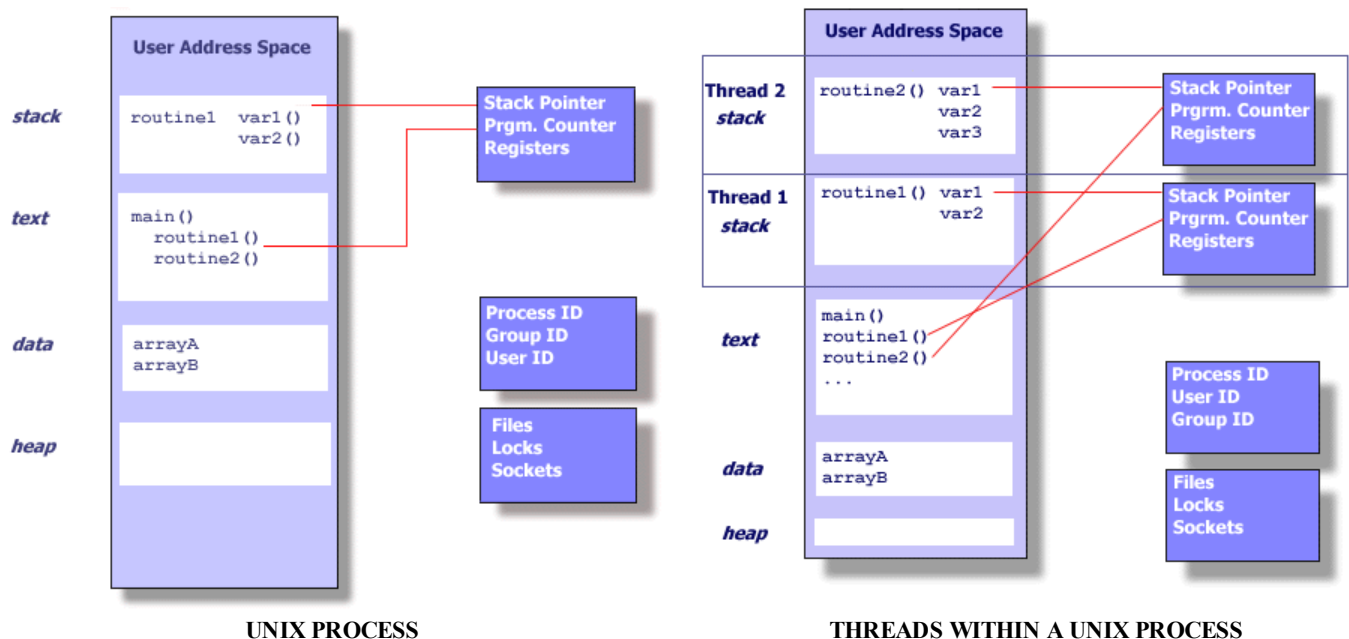 User Address Space
stack
routine1 var1()
var2()
Stack Pointer
Prgm. Counter
Registers
text
main()
routine1()
routine2()
data
arrayA
arrayB
Process ID
Group ID
User ID
heap
Files
Locks
Sockets
UNIX PROCESS
User Address Space
Thread 2
stack
routine2() var1
var2
var3
Stack Pointer
Prgrm. Counter
Registers
Thread 1
stack
routine1() var1
var2
Stack Pointer
Prgrm. Counter
Registers
text
main()
routine1()
routine2()
...
Process ID
User ID
Group ID
data
arrayA
arrayB
Files
Locks
Sockets
heap
THREADS WITHIN A UNIX PROCESS